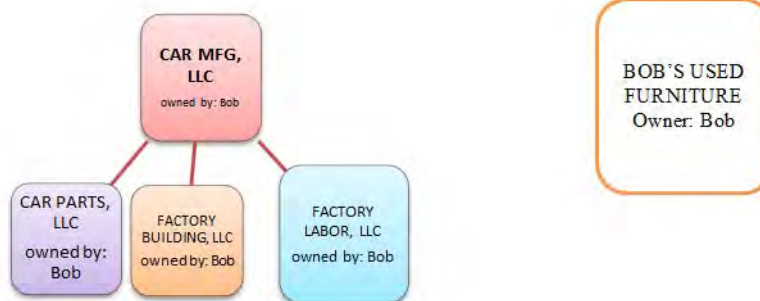 CAR MFG,
LLC
owned by: Bob
BOB'S USED
FURNITURE
Owner: Bob
CAR PARTS,
LLC
owned by:
Bob
FACTORY
BUILDING, LLC
owned by: Bob
FACTORY
LABOR, LLC
owned by: Bob